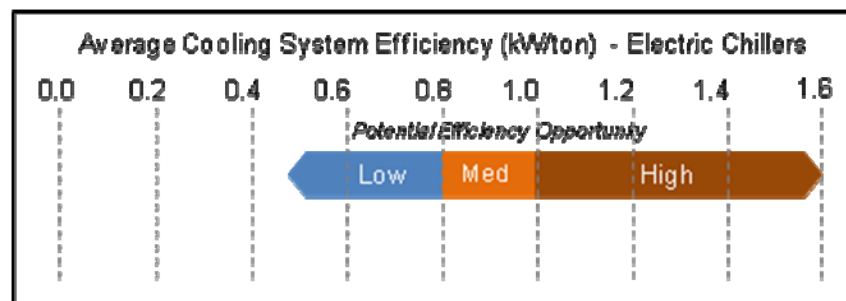 Average Cooling System Efficiency (kW/ton) - Electric Chillers
0.0 0.2 0.4 0.6 0.8 1.0 1.2 1.4 1.6
Potential Efficiency Opportunity
Low Med High